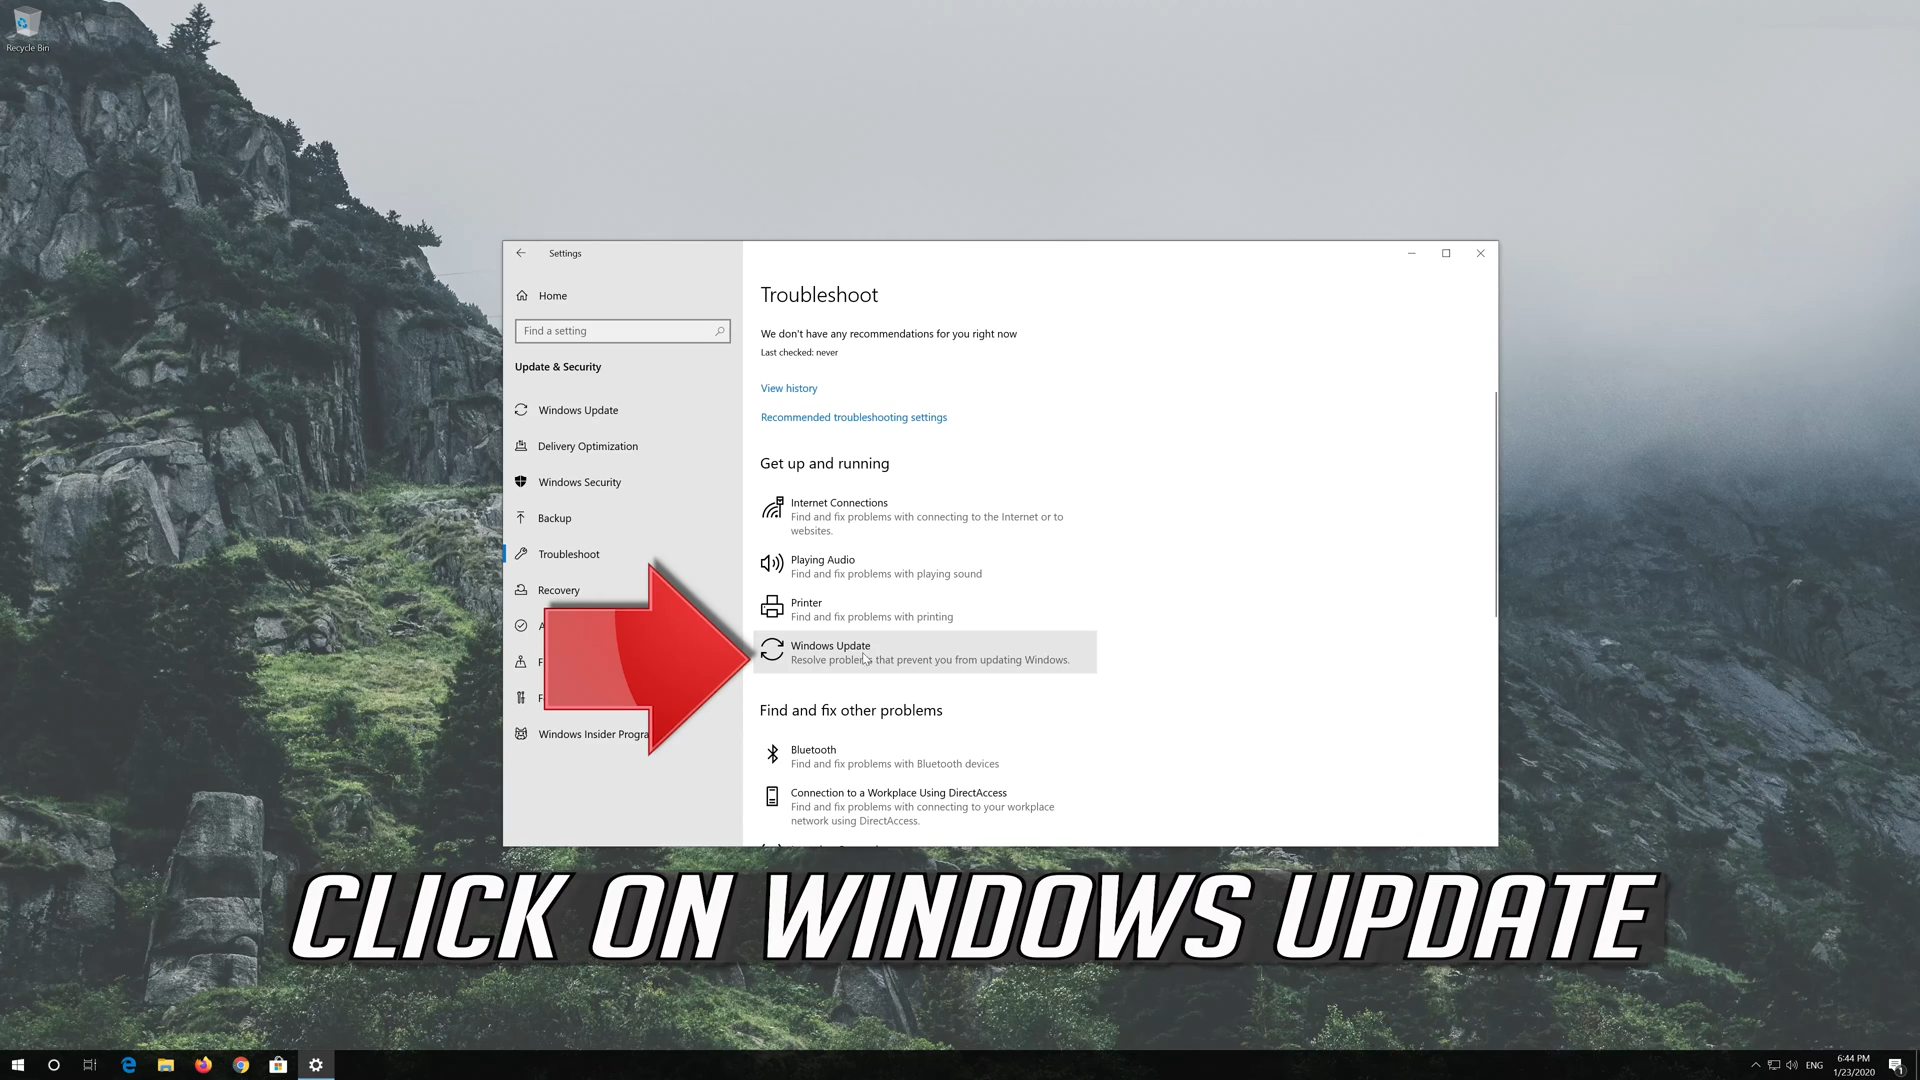 Recycle Bin
Settings
Home
Find a setting
Update & Security
Windows Update
Delivery Optimization
Windows Security
Backup
Troubleshoot
Recovery
A
F
F
Windows Insider Progra
Troubleshoot
We don't have any recommendations for you right now
Last checked: never
View history
Recommended troubleshooting settings
Get up and running
Internet Connections
Find and fix problems with connecting to the Internet or to
websites.
Playing Audio
Find and fix problems with playing sound
Printer
Find and fix problems with printing
Windows Update
Resolve problems that prevent you from updating Windows.
Find and fix other problems
Bluetooth
Find and fix problems with Bluetooth devices
Connection to a Workplace Using DirectAccess
Find and fix problems with connecting to your workplace
network using DirectAccess.
CLICK ON WINDOWS UPDATE
ENG
6:44 PM
1/23/2020
1